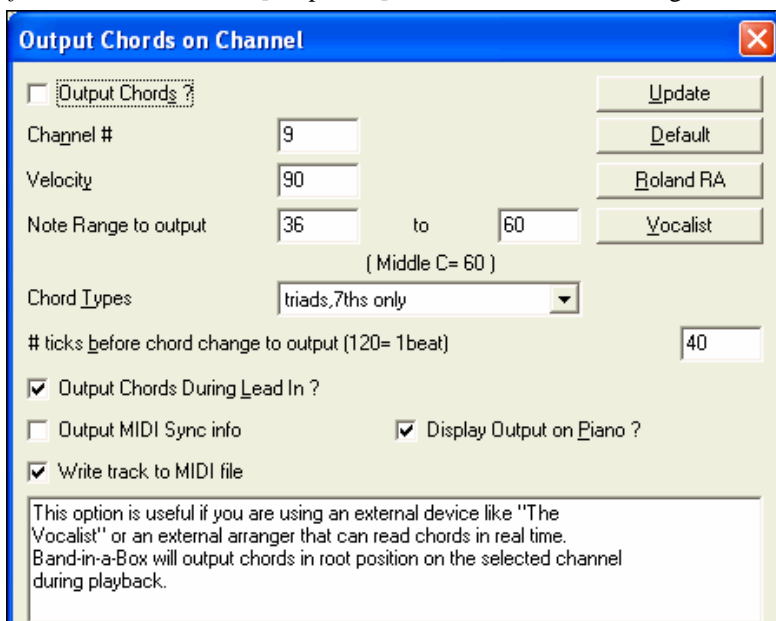 Output Chords on Channel
Output Chords ?
Update
Channel #
9
Default
Velocity
90
Roland RA
Note Range to output
36
to
60
Vocalist
( Middle C= 60 )
Chord Types
triads,7ths only
# ticks before chord change to output (120= 1beat)
40
Output Chords During Lead In ?
Output MIDI Sync info
Display Output on Piano ?
Write track to MIDI file
This option is useful if you are using an external device like "The
Vocalist" or an external arranger that can read chords in real time.
Band-in-a-Box will output chords in root position on the selected channel
during playback.